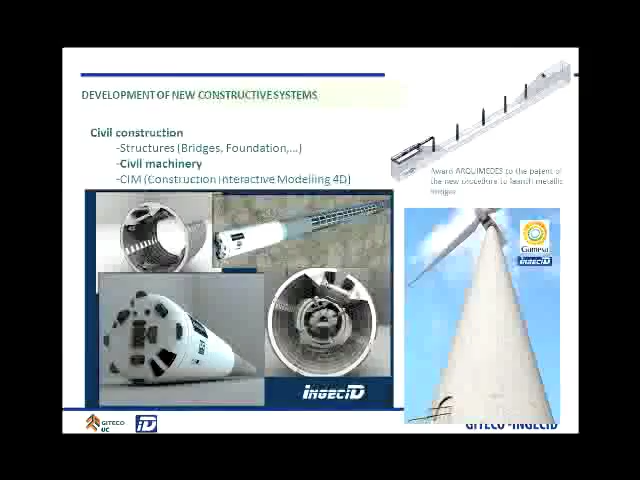 DEVELOPMENT OF NEW CONSTRUCTIVE SYSTEMS
Civil construction
-Structures (Bridges, Foundation,...)
-Civil machinery
-CIM (Construction Interactive Modelling 4D)
Award ARQUIMEDES to the patent of
the new procedure to launch metallic
bridges
Gamesa
INGECID
INGECID
GITECO
UC
iD
GITECO -INGECID